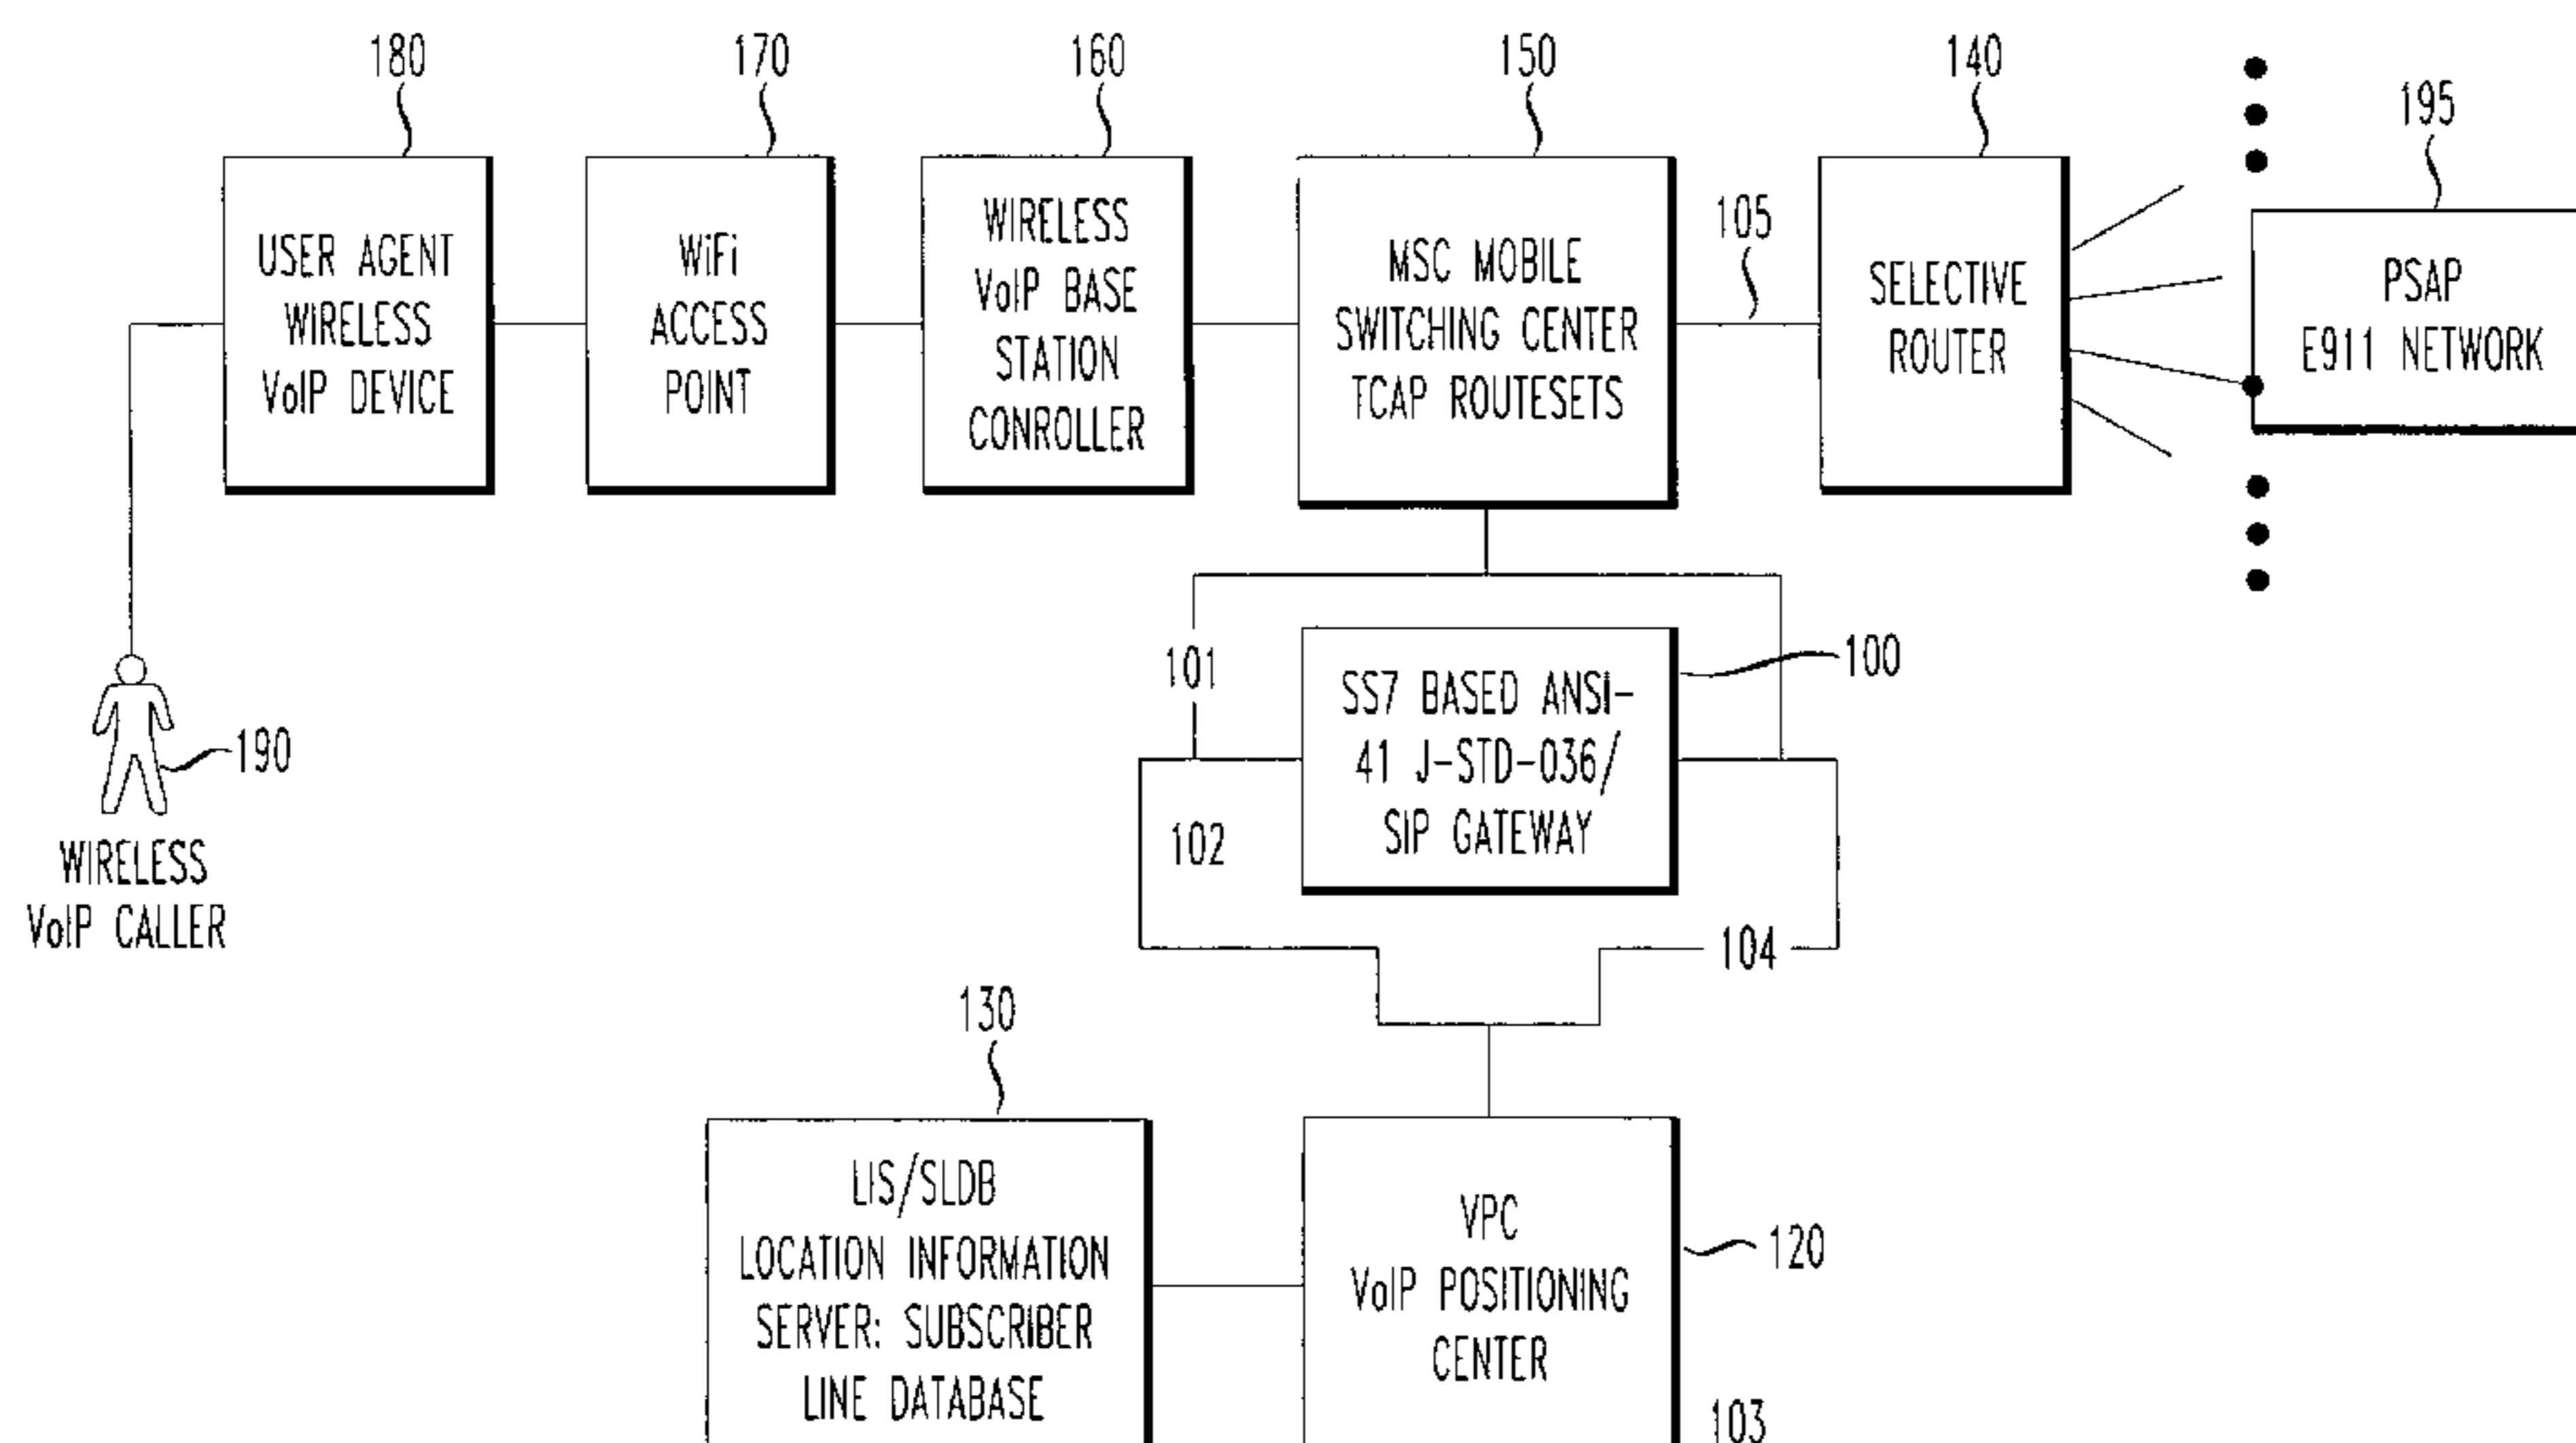 180
170
160
150
140
195
USER AGENT
WIRELESS
VoIP DEVICE
WiFi
ACCESS
POINT
WIRELESS
VoIP BASE
STATION
CONROLLER
MSC MOBILE
SWITCHING CENTER
TCAP ROUTESETS
105
SELECTIVE
ROUTER
PSAP
E911 NETWORK
101
SS7 BASED ANSI-
41 J-STD-036/
SIP GATEWAY
100
102
104
190
WIRELESS
VoIP CALLER
130
LIS/SLDB
LOCATION INFORMATION
SERVER: SUBSCRIBER
LINE DATABASE
VPC
VoIP POSITIONING
CENTER
120
103